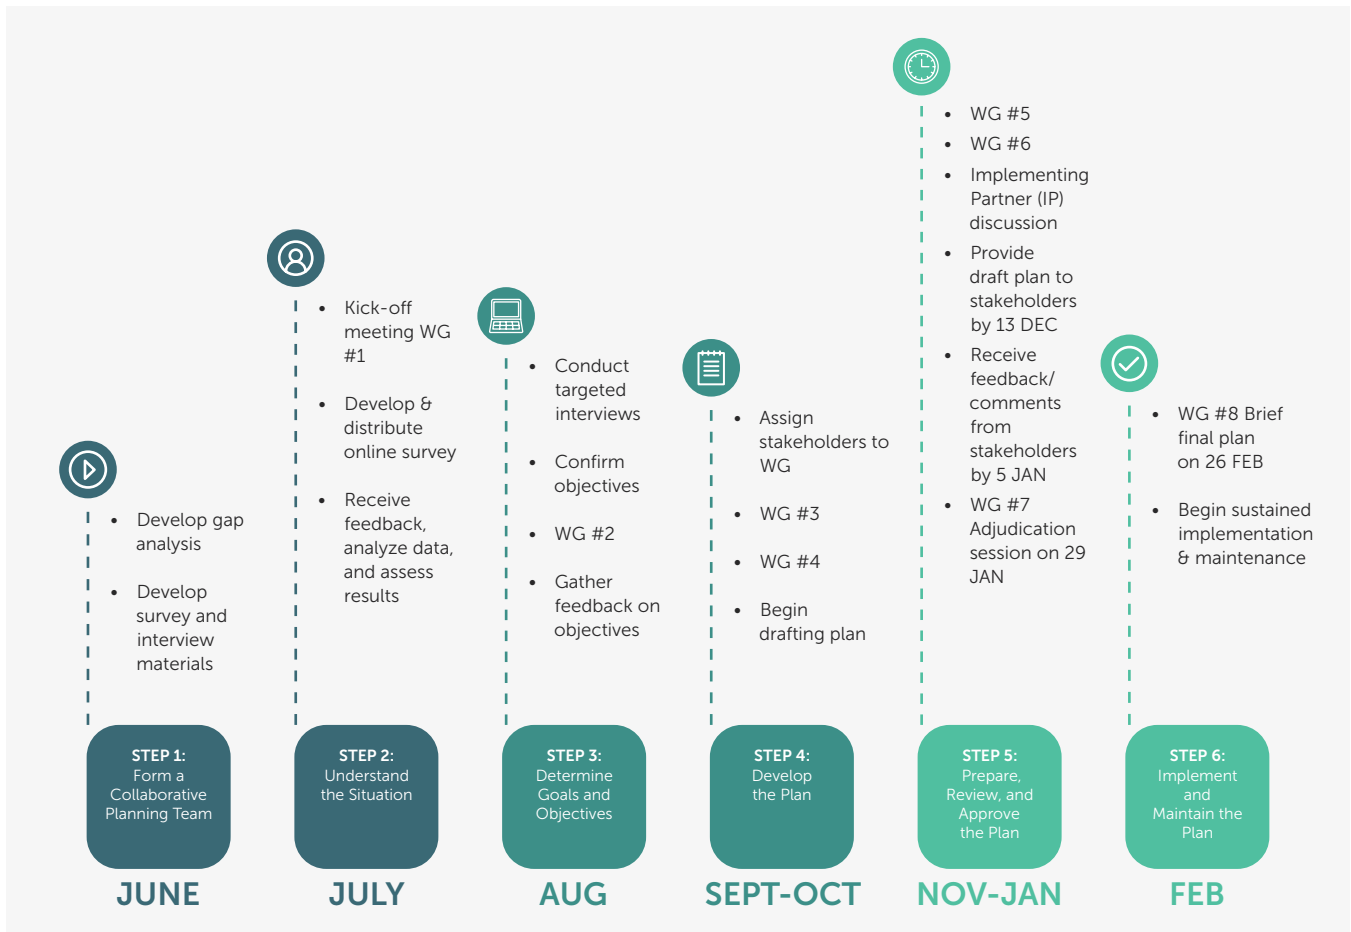 • Develop gap
analysis
• Develop
survey and
interview
materials
STEP 1:
Form a
Collaborative
Planning Team
JUNE
• Kick-off
meeting WG
#1
• Develop &
distribute
online survey
• Receive
feedback,
analyze data,
and assess
results
STEP 2:
Understand
the Situation
JULY
• Conduct
targeted
interviews
• Confirm
objectives
• WG #2
• Gather
feedback on
objectives
STEP 3:
Determine
Goals and
Objectives
AUG
• Assign
stakeholders to
WG
• WG #3
• WG #4
• Begin
drafting plan
STEP 4:
Develop
the Plan
SEPT-OCT
• WG #5
• WG #6
• Implementing
Partner (IP)
discussion
• Provide
draft plan to
stakeholders
by 13 DEC
• Receive
feedback/
comments
from
stakeholders
by 5 JAN
• WG #7
Adjudication
session on 29
JAN
STEP 5:
Prepare,
Review, and
Approve
the Plan
NOV-JAN
• WG #8 Brief
final plan
on 26 FEB
• Begin sustained
implementation
& maintenance
STEP 6:
Implement
and
Maintain the
Plan
FEB